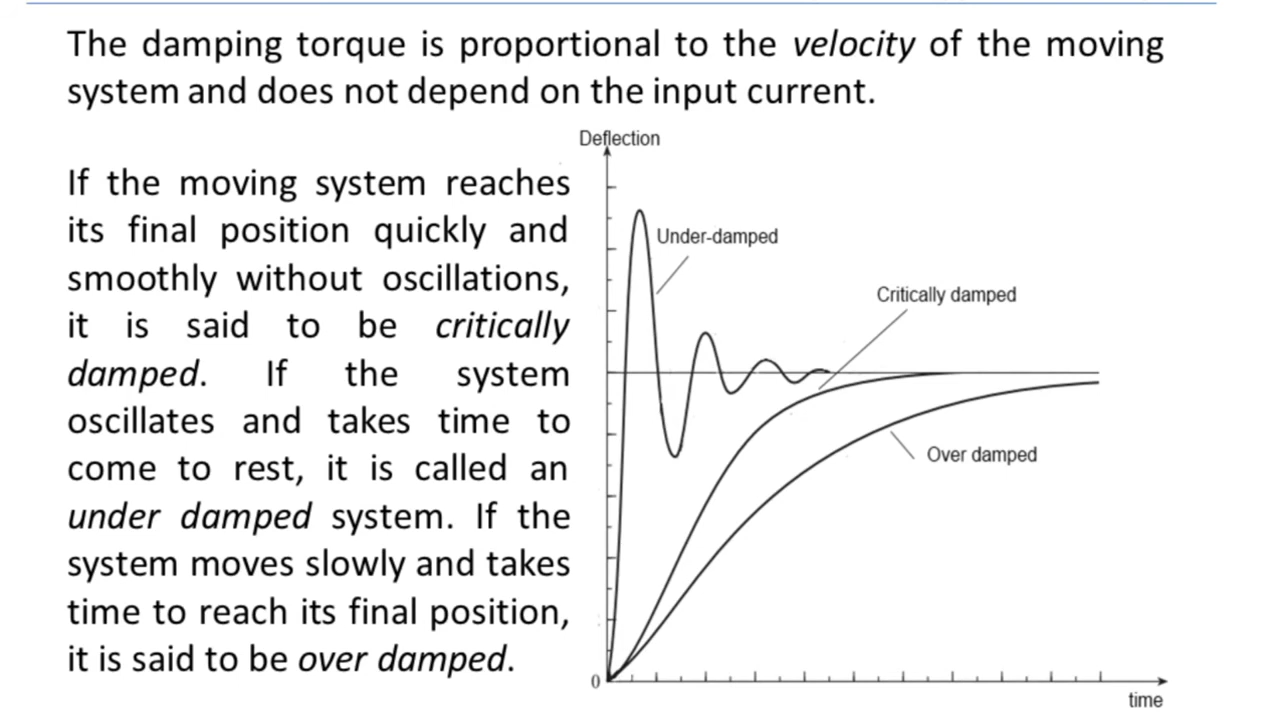 The damping torque is proportional to the velocity of the moving
system and does not depend on the input current.
If the moving system reaches
its final position quickly and
smoothly without oscillations,
it is said to be critically
damped. If the system
oscillates and takes time to
come to rest, it is called an
under damped system. If the
system moves slowly and takes
time to reach its final position,
it is said to be over damped.
Deflection
Under-damped
Critically damped
Over damped
0
time